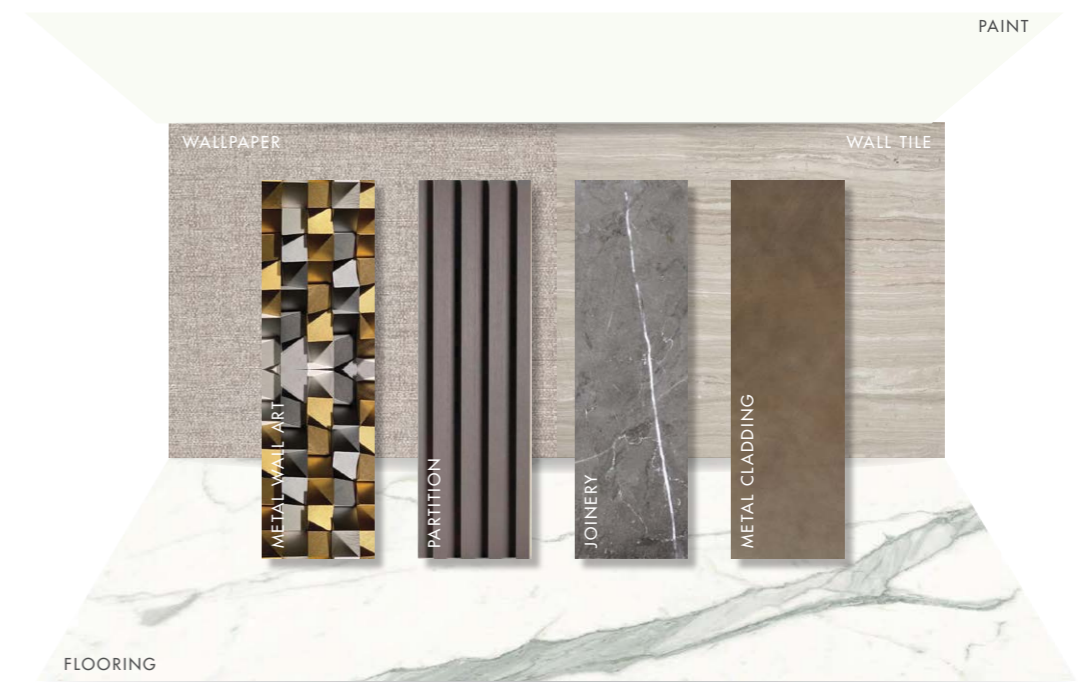 PAINT
WALLPAPER
WALL TILE
METAL WALL ART
PARTITION
JOINERY
METAL CLADDING
FLOORING